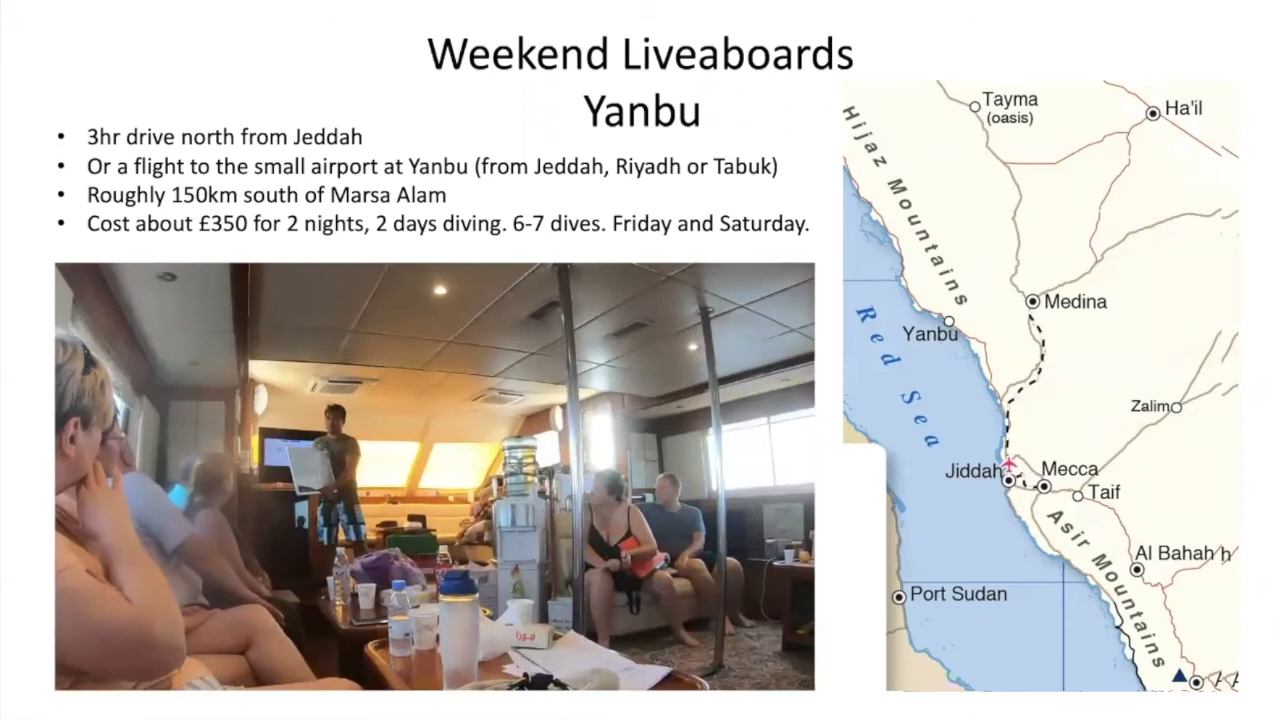 Weekend Liveaboards
Yanbu
• 3hr drive north from Jeddah
• Or a flight to the small airport at Yanbu (from Jeddah, Riyadh or Tabuk)
• Roughly 150km south of Marsa Alam
• Cost about £350 for 2 nights, 2 days diving. 6-7 dives. Friday and Saturday.
Tayma
(oasis)
Ha'il
Hijaz Mountains
Medina
Yanbu
Red Sea
Zalim
Jiddah
Mecca
Taif
Asir Mountains
Al Bahah
Port Sudan